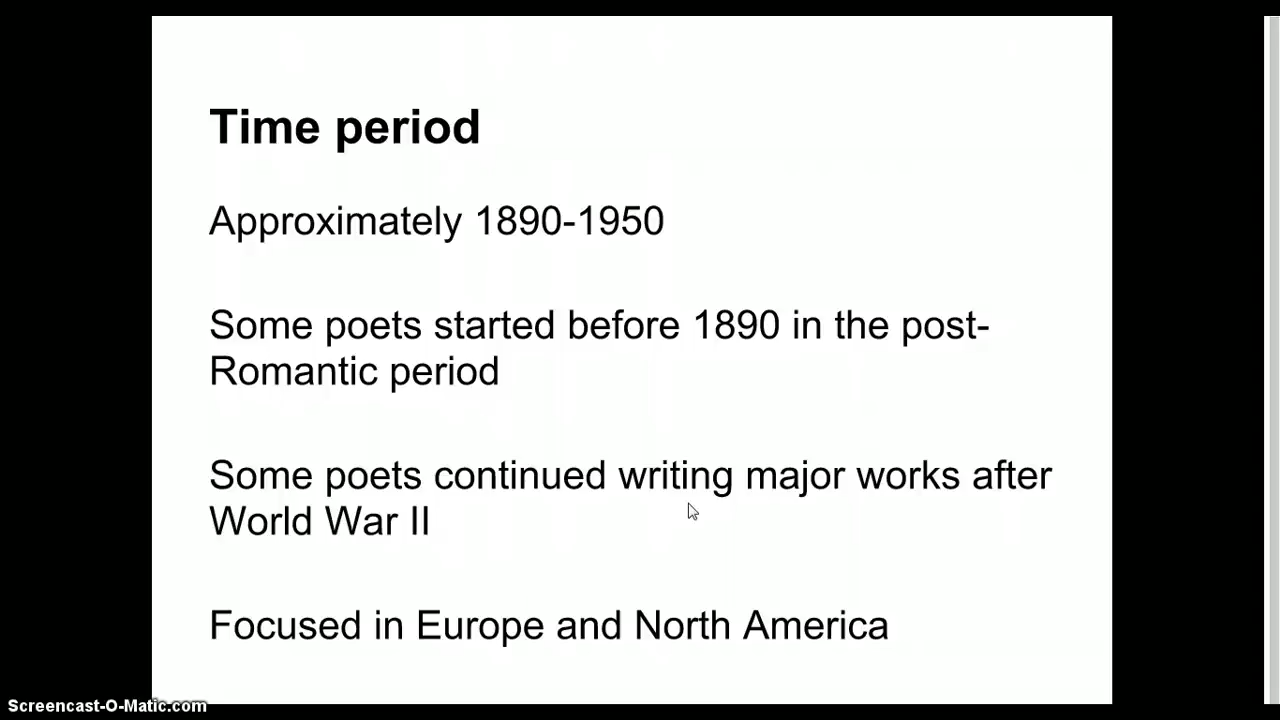 Time period
Approximately 1890-1950
Some poets started before 1890 in the post-
Romantic period
Some poets continued writing major works after
World War II
Focused in Europe and North America
Screencast-O-Matic.com